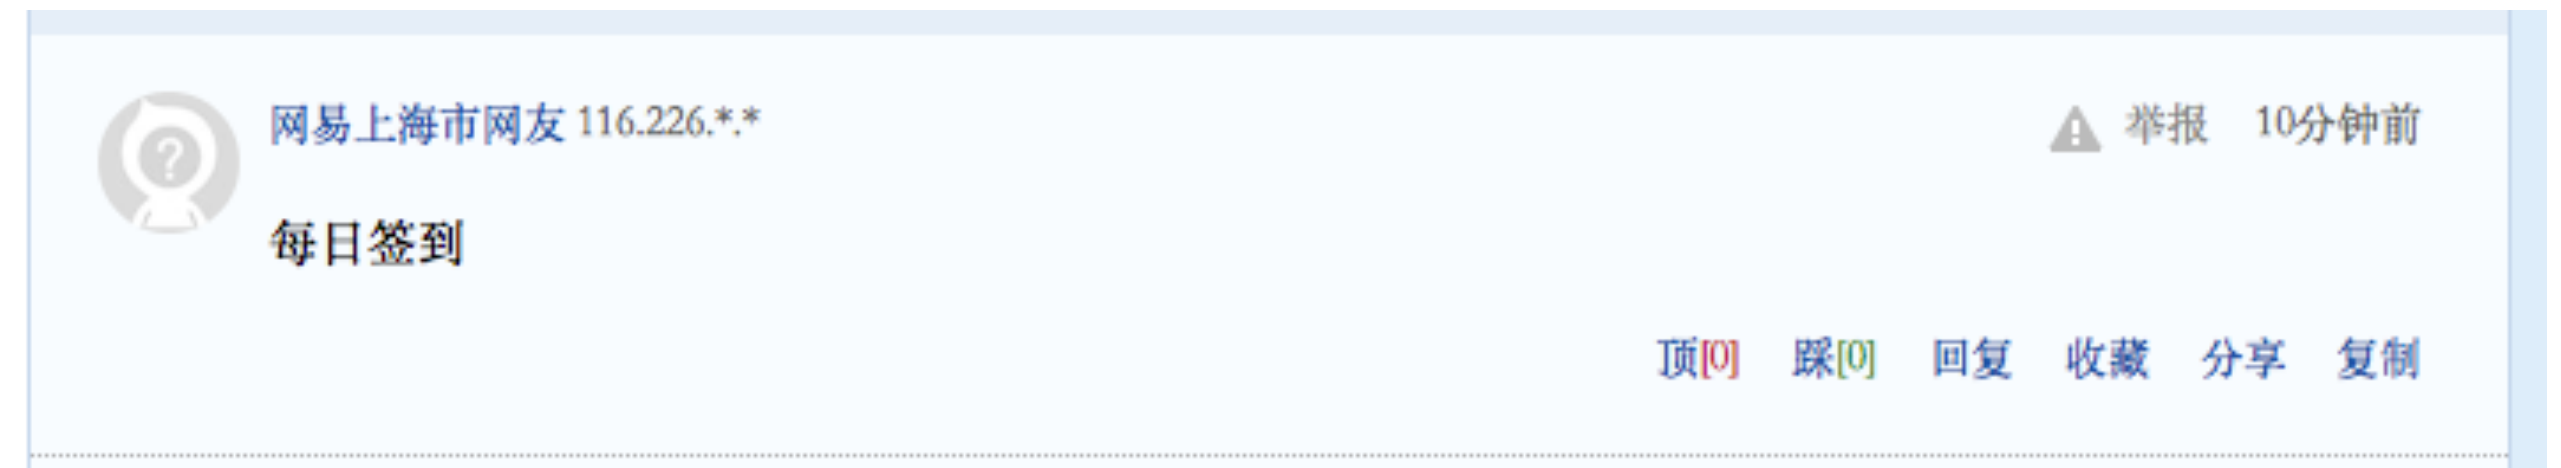 网易上海市网友 116.226.*.* 举报 10分钟前
每日签到
顶[0] 踩[0] 回复 收藏 分享 复制